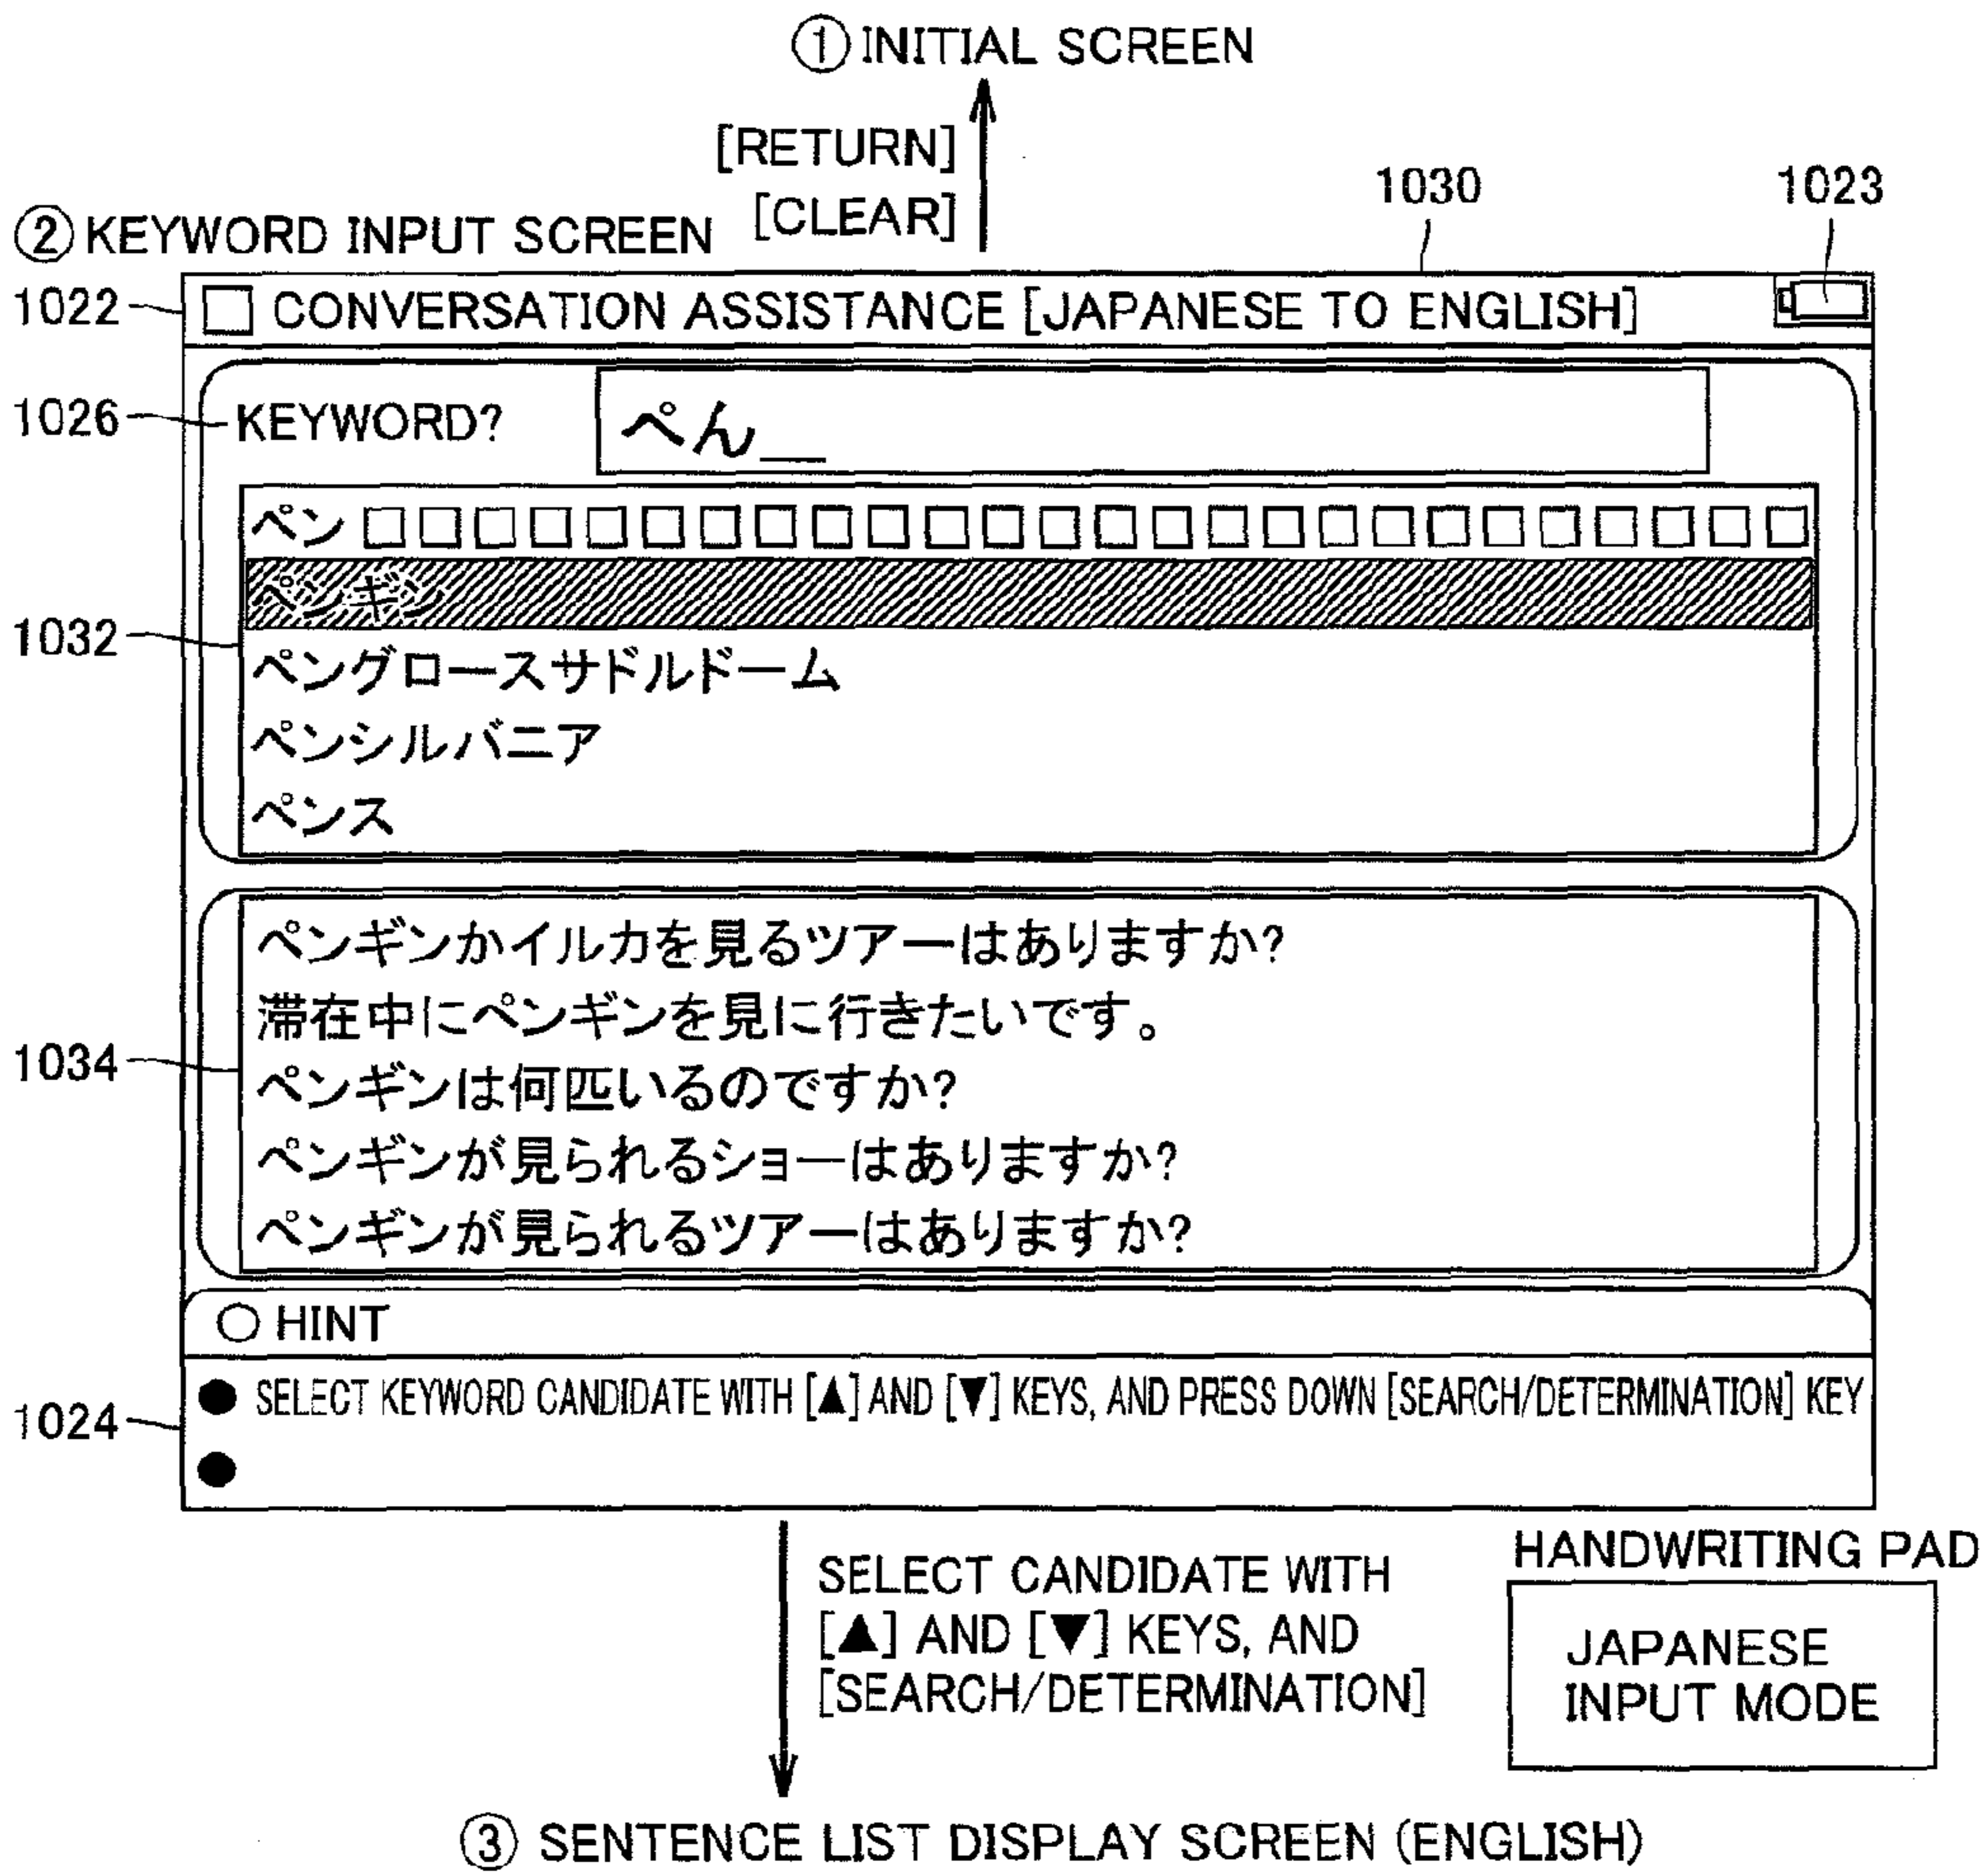 ① INITIAL SCREEN
[RETURN]
[CLEAR]
1030
1023
② KEYWORD INPUT SCREEN
1022
□ CONVERSATION ASSISTANCE [JAPANESE TO ENGLISH]
1026
KEYWORD?
ぺん__
ペン □□□□□□□□□□□□□□□□□□□□□□□□□□
ペンギン
1032
ペングロースサドルドーム
ペンシルバニア
ペンス
ペンギンかイルカを見るツアーはありますか?
滞在中にペンギンを見に行きたいです。
1034
ペンギンは何匹いるのですか?
ペンギンが見られるショーはありますか?
ペンギンが見られるツアーはありますか?
○ HINT
1024
● SELECT KEYWORD CANDIDATE WITH [▲] AND [▼] KEYS, AND PRESS DOWN [SEARCH/DETERMINATION] KEY
●
SELECT CANDIDATE WITH
[▲] AND [▼] KEYS, AND
[SEARCH/DETERMINATION]
HANDWRITING PAD
JAPANESE
INPUT MODE
③ SENTENCE LIST DISPLAY SCREEN (ENGLISH)